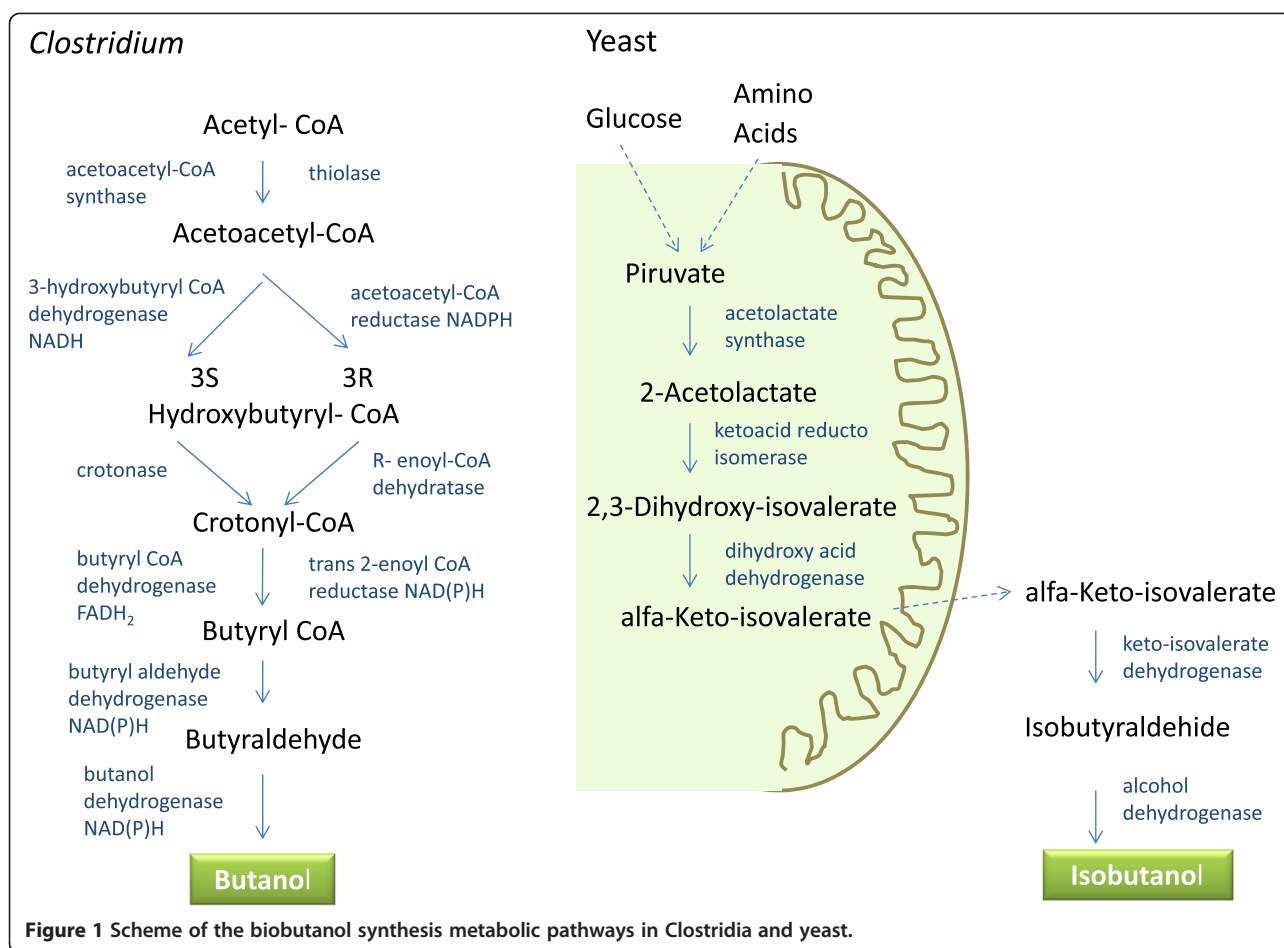 Clostridium
Acetyl- CoA
acetoacetyl-CoA
synthase
thiolase
Acetoacetyl-CoA
3-hydroxybutyryl CoA
dehydrogenase
NADH
acetoacetyl-CoA
reductase NADPH
3S
3R
Hydroxybutyryl- CoA
crotonase
R- enoyl-CoA
dehydratase
Crotonyl-CoA
butyryl CoA
dehydrogenase
FADH2
trans 2-enoyl CoA
reductase NAD(P)H
Butyryl CoA
butyryl aldehyde
dehydrogenase
NAD(P)H
Butyraldehyde
butanol
dehydrogenase
NAD(P)H
Butanol
Yeast
Glucose
Amino
Acids
Piruvate
acetolactate
synthase
2-Acetolactate
ketoacid reducto
isomerase
2,3-Dihydroxy-isovalerate
dihydroxy acid
dehydrogenase
alfa-Keto-isovalerate
alfa-Keto-isovalerate
keto-isovalerate
dehydrogenase
Isobutyraldehide
alcohol
dehydrogenase
Isobutanol
Figure 1 Scheme of the biobutanol synthesis metabolic pathways in Clostridia and yeast.